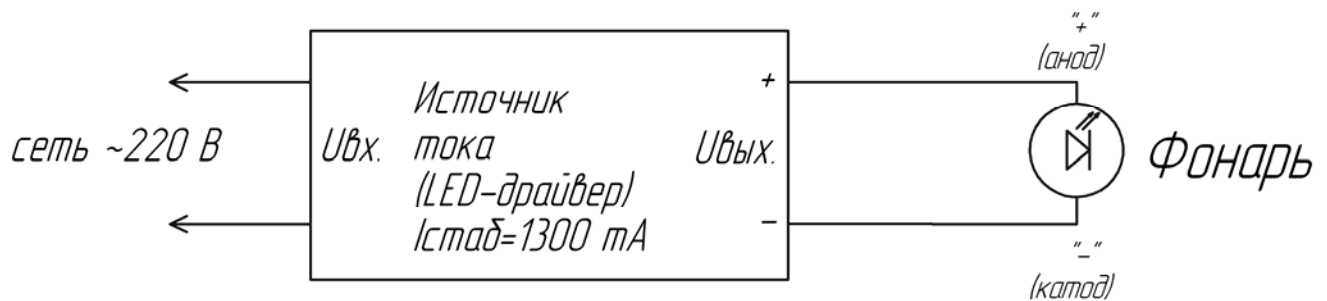 сеть ~220 В
Uвх.
Источник
тока
(LED-драйвер)
Iстаб=1300 mA
+
Uвых.
−
"+"
(анод)
Фонарь
"−"
(катод)